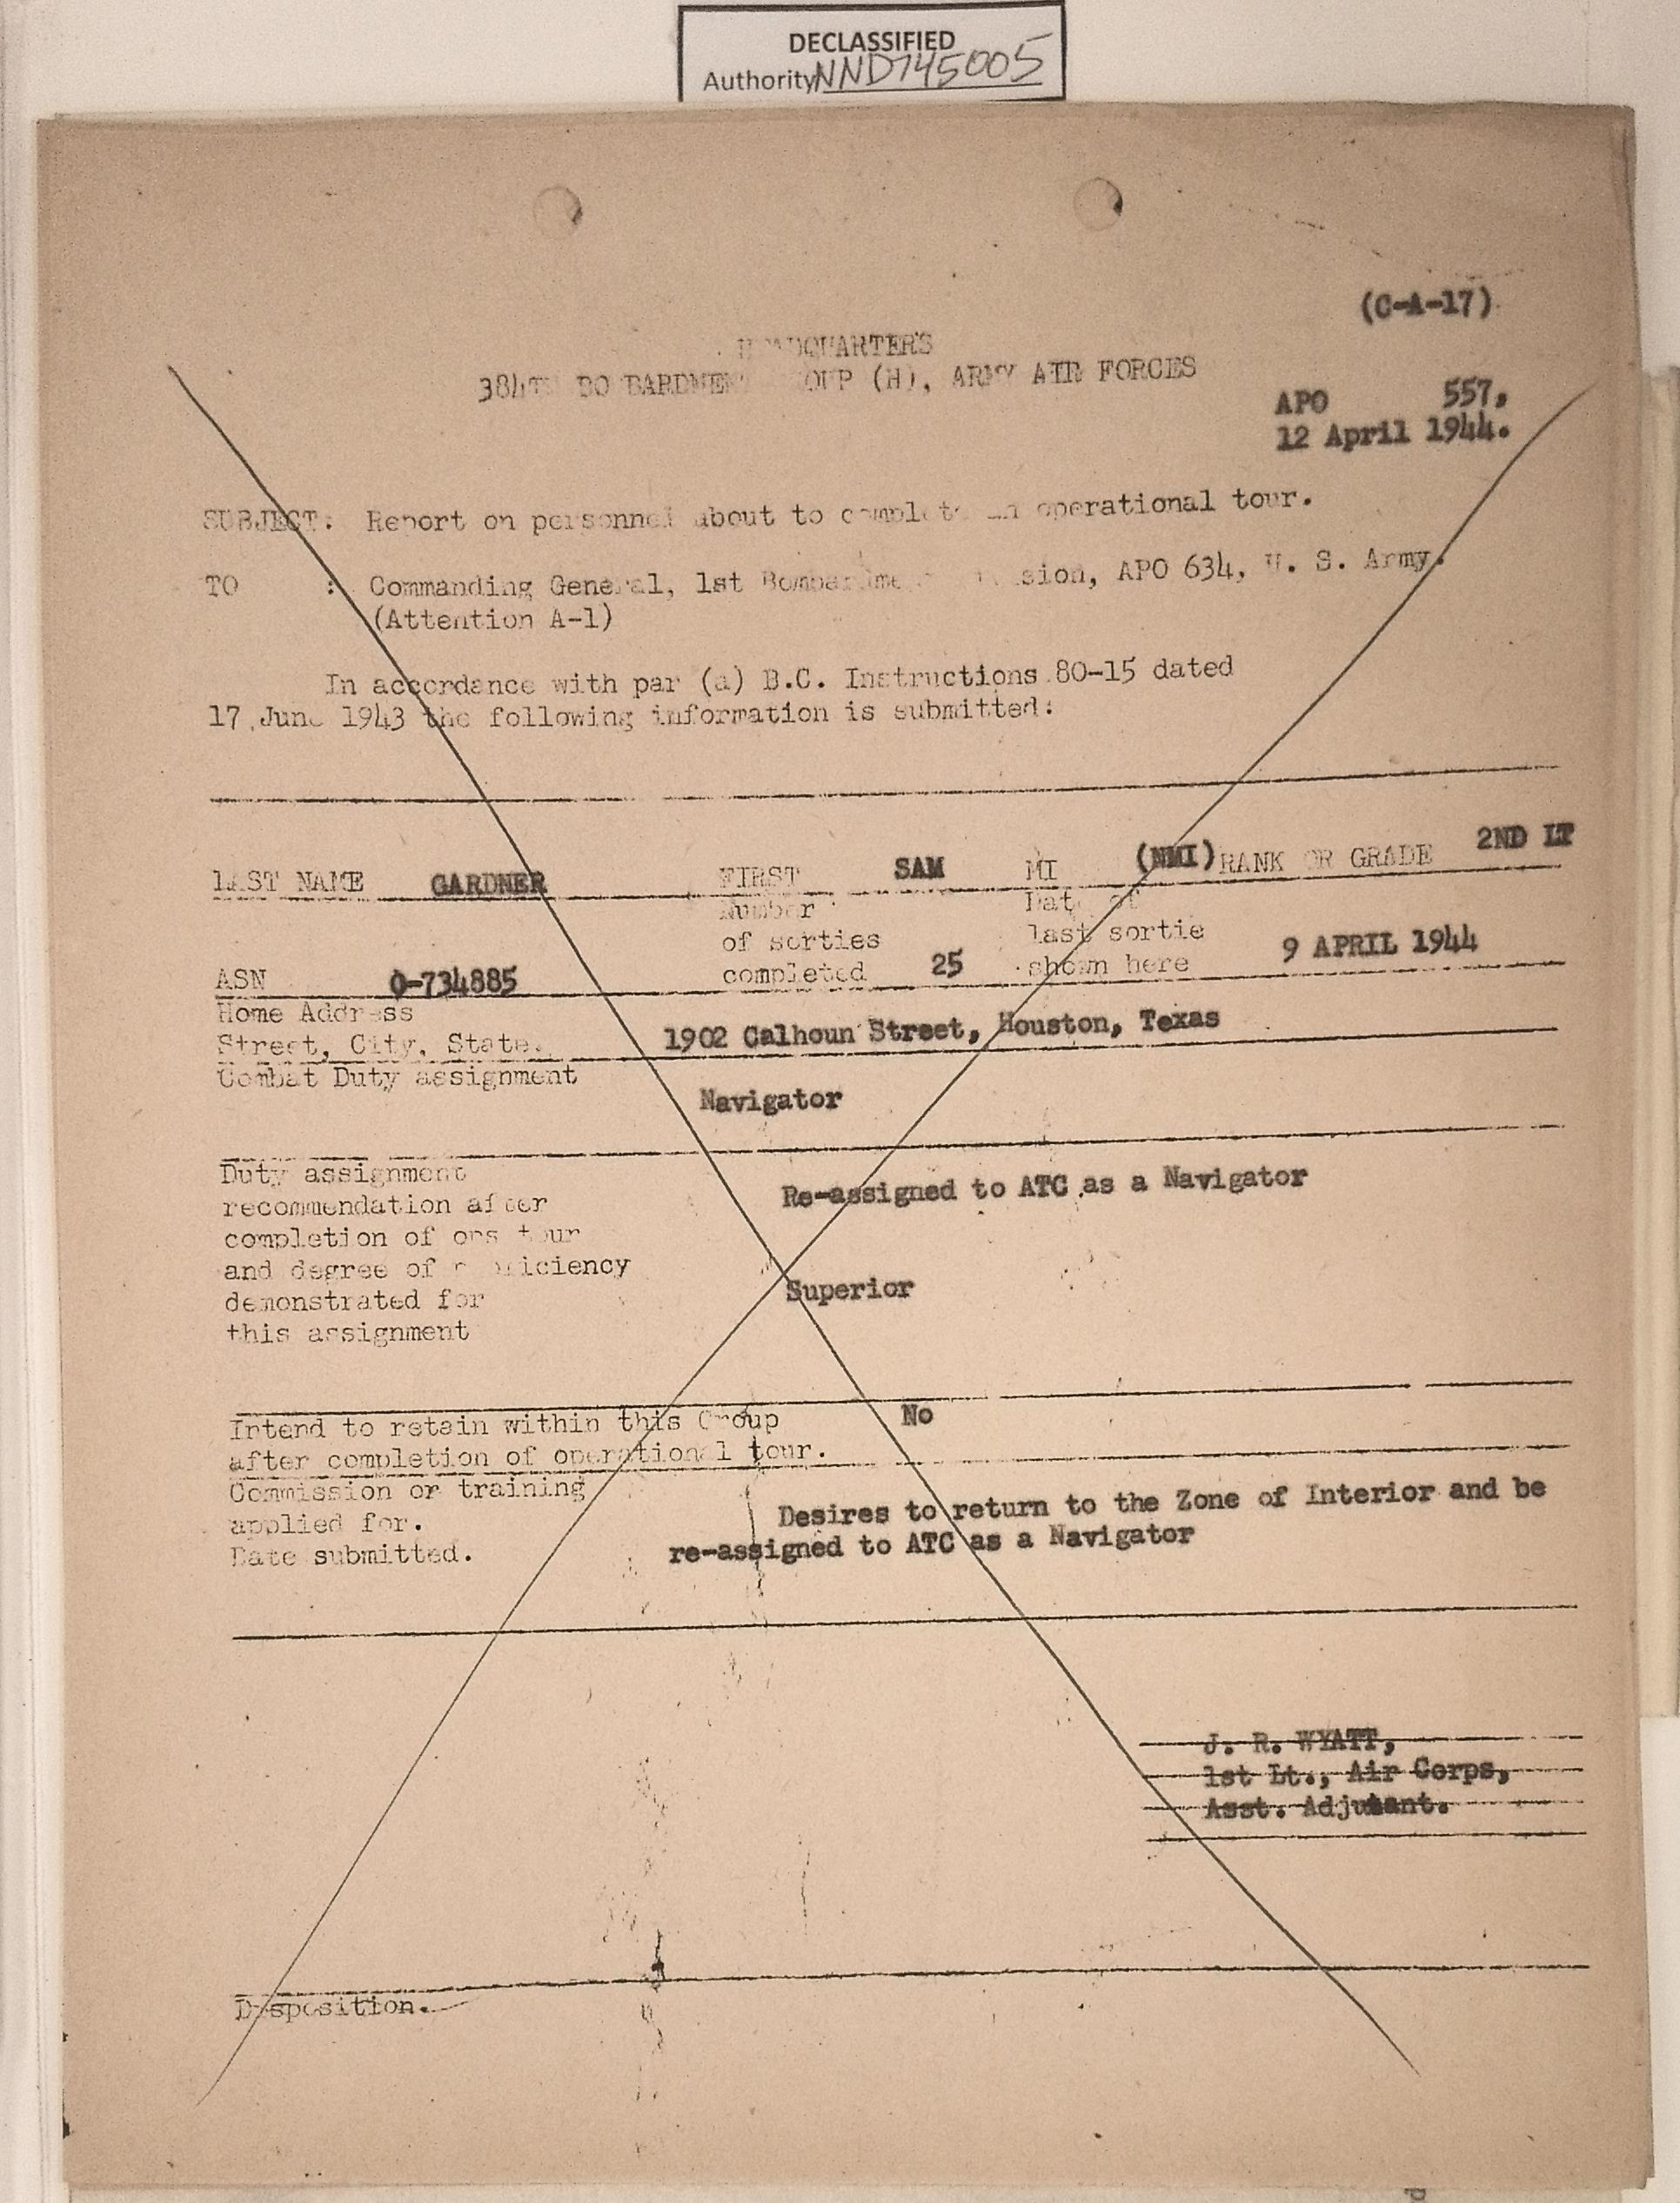 DECLASSIFIED
Authority NND745005
(C-A-17)
HEADQUARTERS
384TH BOMBARDMENT GROUP (H), ARMY AIR FORCES
APO 557,
12 April 1944.
SUBJECT: Report on personnel about to complete an operational tour.
TO : Commanding General, 1st Bombardment Division, APO 634, U. S. Army.
(Attention A-1)
In accordance with par (a) B.C. Instructions 80-15 dated
17 June 1943 the following information is submitted:
LAST NAME GARDNER FIRST SAM MI (NMI) RANK OR GRADE 2ND LT
Number Date of
of sorties last sortie
ASN O-734885 completed 25 shown here 9 APRIL 1944
Home Address
Street, City, State. 1902 Calhoun Street, Houston, Texas
Combat Duty assignment
Navigator
Duty assignment
recommendation after Re-assigned to ATC as a Navigator
completion of ops tour
and degree of proficiency
demonstrated for Superior
this assignment
Intend to retain within this Group No
after completion of operational tour.
Commission or training
applied for. Desires to return to the Zone of Interior and be
Date submitted. re-assigned to ATC as a Navigator
J. R. WYATT,
1st Lt., Air Corps,
Asst. Adjutant.
Disposition.